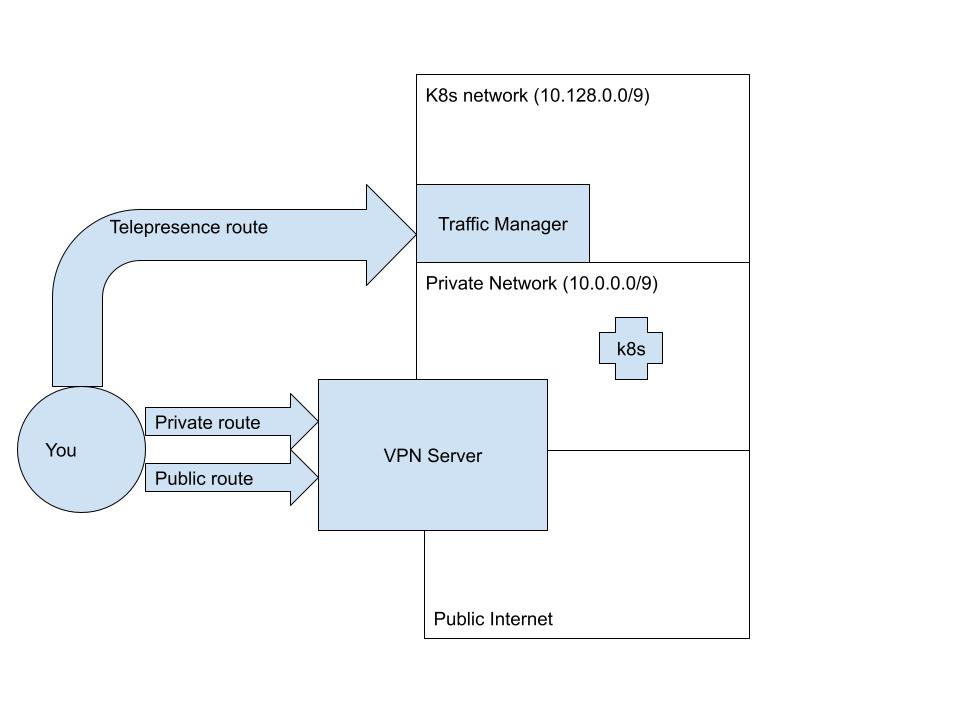 K8s network (10.128.0.0/9)
Telepresence route
Traffic Manager
Private Network (10.0.0.0/9)
k8s
You
Private route
Public route
VPN Server
Public Internet